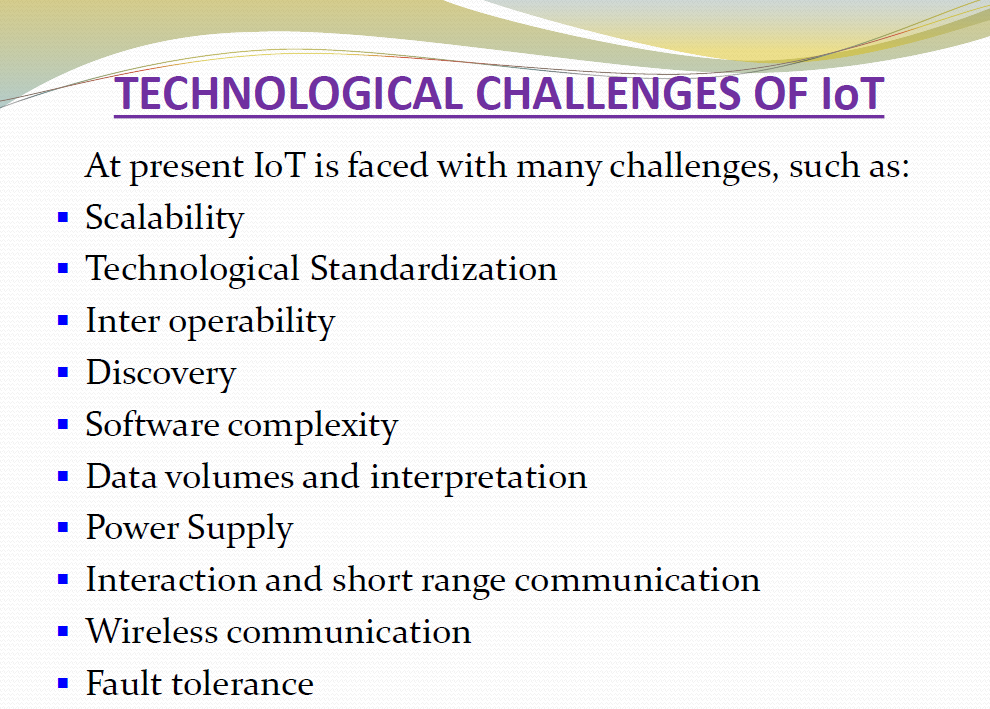 TECHNOLOGICAL CHALLENGES OF IoT
At present IoT is faced with many challenges, such as:
Scalability
Technological Standardization
Inter operability
Discovery
Software complexity
Data volumes and interpretation
Power Supply
Interaction and short range communication
Wireless communication
Fault tolerance